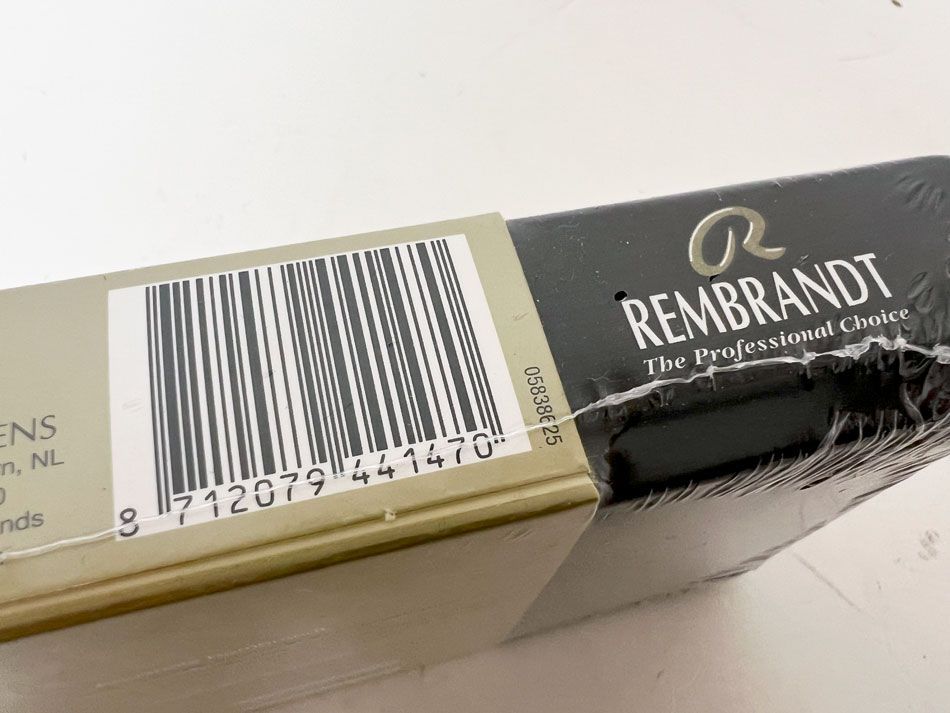 R
REMBRANDT
The Professional Choice
05838625
ENS
n, NL
0
nds
8 712079 441470